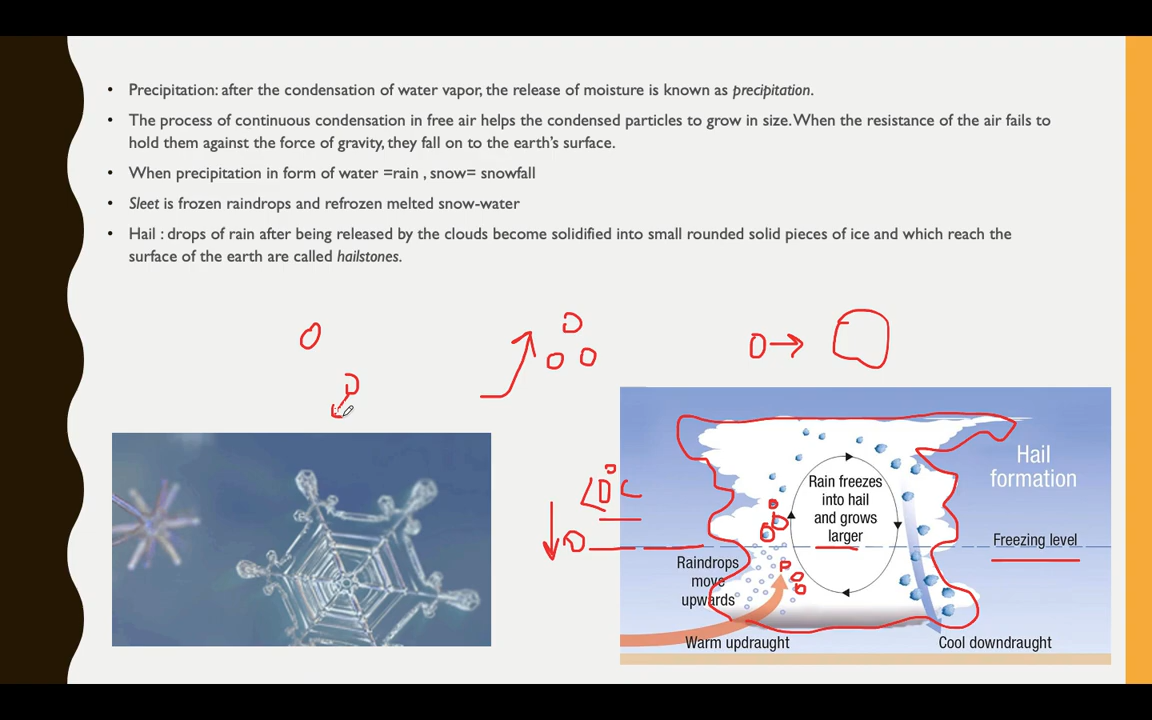 • Precipitation: after the condensation of water vapor, the release of moisture is known as precipitation.
• The process of continuous condensation in free air helps the condensed particles to grow in size. When the resistance of the air fails to
hold them against the force of gravity, they fall on to the earth's surface.
• When precipitation in form of water =rain , snow= snowfall
• Sleet is frozen raindrops and refrozen melted snow-water
• Hail : drops of rain after being released by the clouds become solidified into small rounded solid pieces of ice and which reach the
surface of the earth are called hailstones.
Hail
formation
Rain freezes
into hail
and grows
larger
<0°C
Freezing level
Raindrops
move
upwards
Warm updraught
Cool downdraught